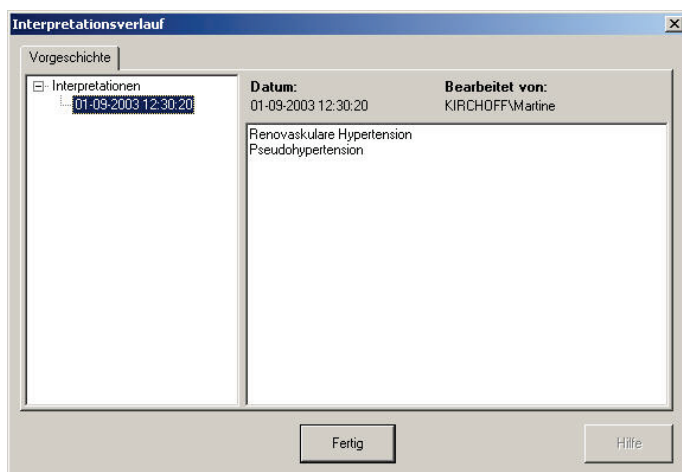 Interpretationsverlauf
Vorgeschichte
Interpretationen
01-09-2003 12:30:20
Datum:
Bearbeitet von:
01-09-2003 12:30:20
KIRCHOFF\Martine
Renovaskulare Hypertension
Pseudohypertension
Fertig
Hilfe